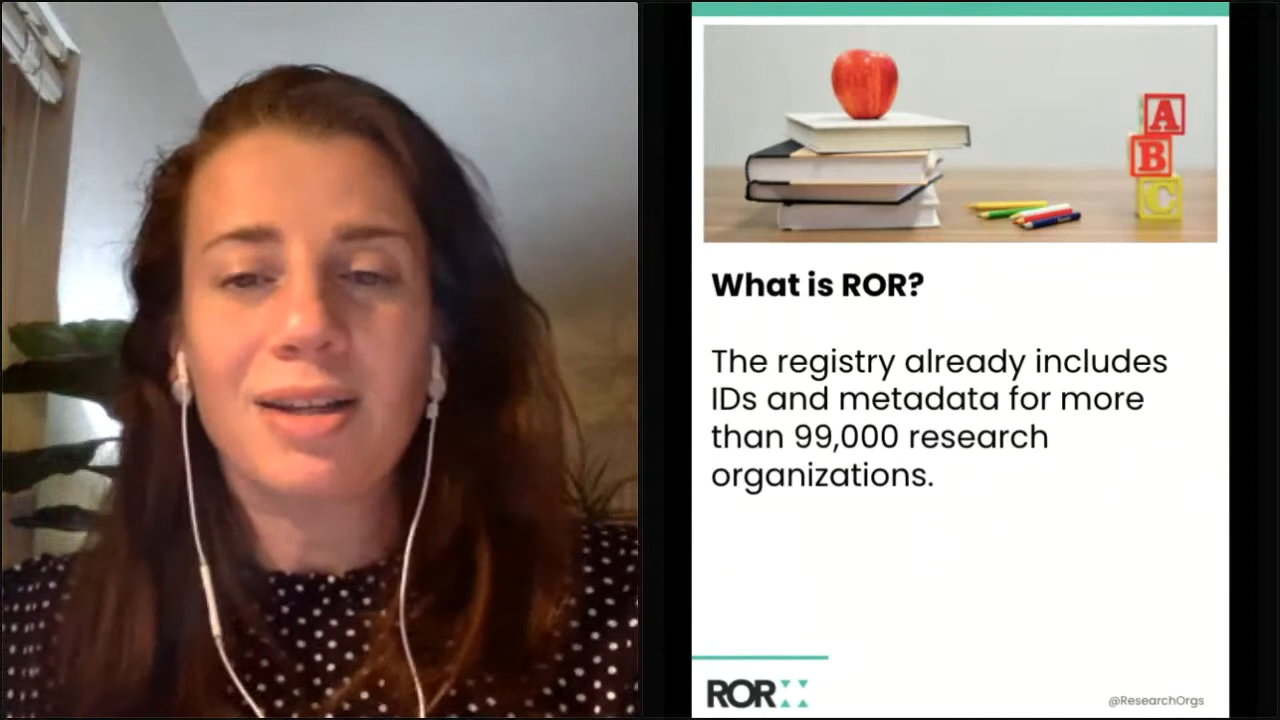 A
B
C
What is ROR?
The registry already includes
IDs and metadata for more
than 99,000 research
organizations.
ROR
@ResearchOrgs